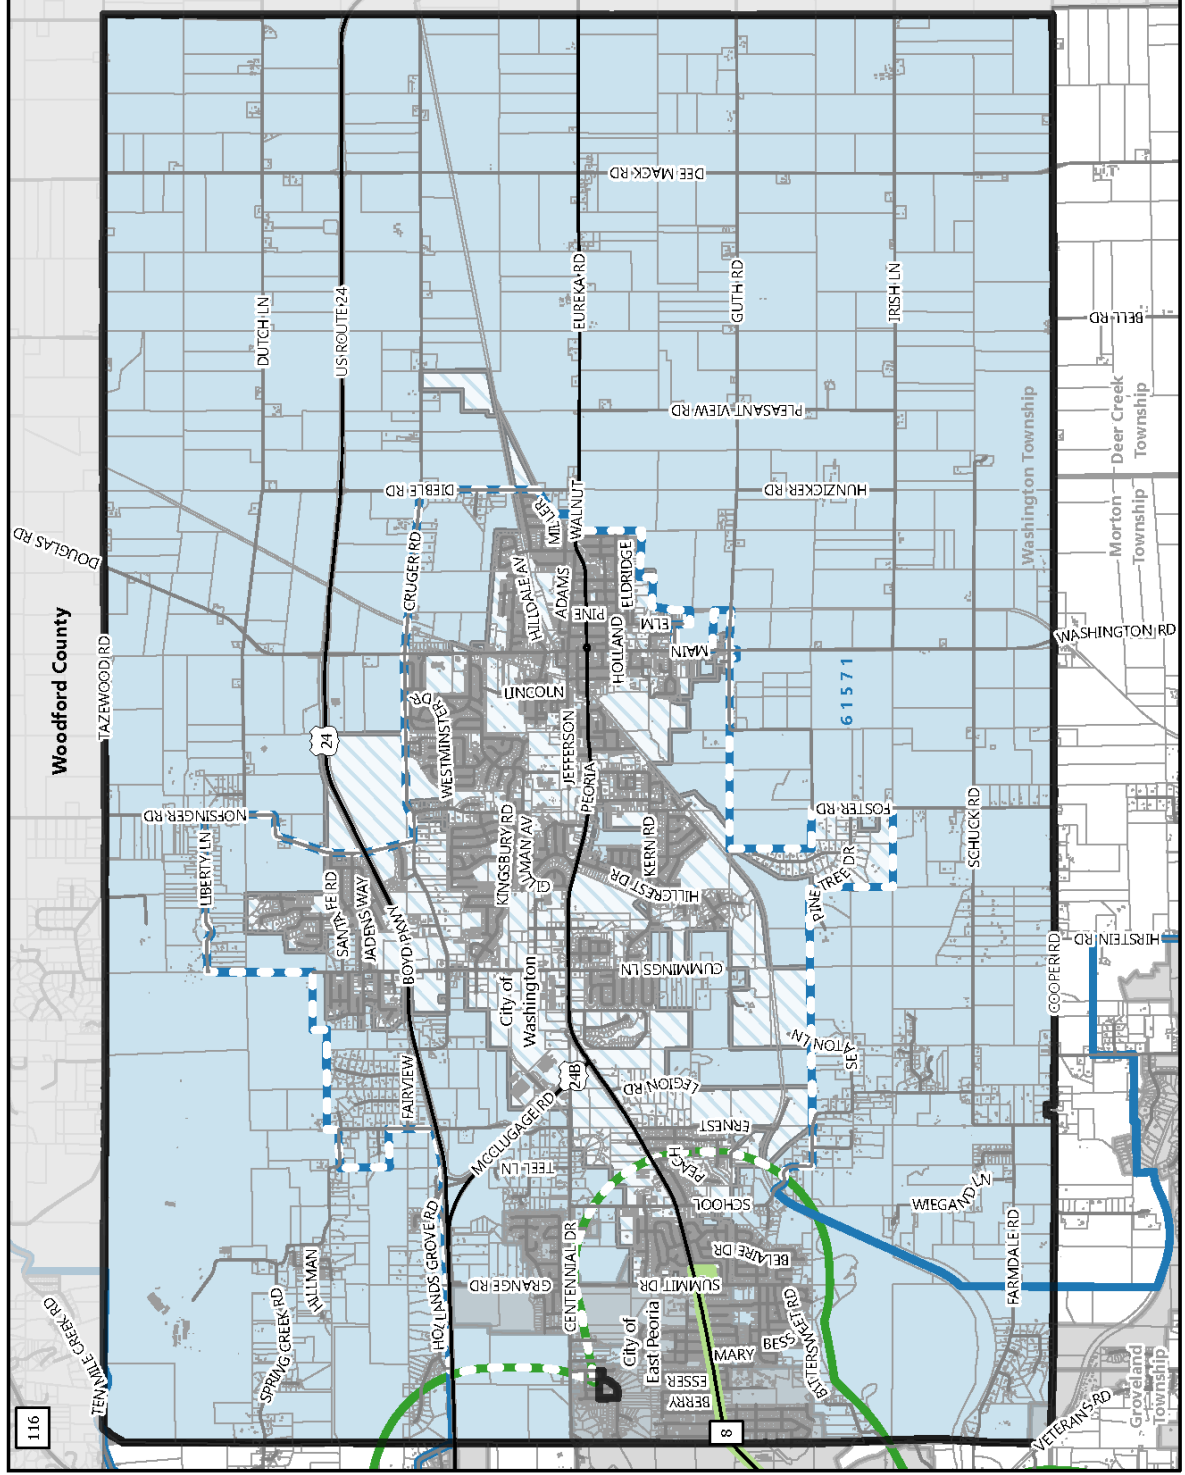 Woodford County
116
TEN MILE CREEK RD
DOUGLAS RD
TAZEWOOD RD
DUTCH LN
US ROUTE 24
24
NOFSINGER RD
LIBERTY LN
SANTA FE RD
JADENS WAY
BOYD PKWY
FAIRVIEW
HILLMAN
SPRING CREEK RD
HOLLANDS GROVE RD
CRUGER RD
DIEBLE RD
DEE MACK RD
EUREKA RD
GUTH RD
IRISH LN
BELL RD
PLEASANT VIEW RD
HUNZICKER RD
MILLER
WALNUT
HILLDALE AV
ADAMS
PINE
ELDRIDGE
ELM
HOLLAND
MAIN
LINCOLN
WESTMINSTER DR
JEFFERSON
PEORIA
KINGSBURY RD
GILMAN AV
KERN RD
HILLCREST DR
CUMMINGS LN
City of
Washington
24B
MCCLUGAGE RD
LEGION RD
ERNEST
TEEL LN
PEACH
SCHOOL
CENTENNIAL DR
GRANGE RD
SUMMIT DR
BELAIRE DR
City of
East Peoria
MARY
BESS
BITTERSWEET RD
ESSER
BERRY
8
61571
FOSTER RD
PINE TREE DR
SCHUCK RD
SEATON LN
WIEGAND LN
FARMDALE RD
COOPER RD
HIRSTEIN RD
WASHINGTON RD
VETERANS RD
Washington Township
Deer Creek
Township
Morton
Township
Groveland
Township